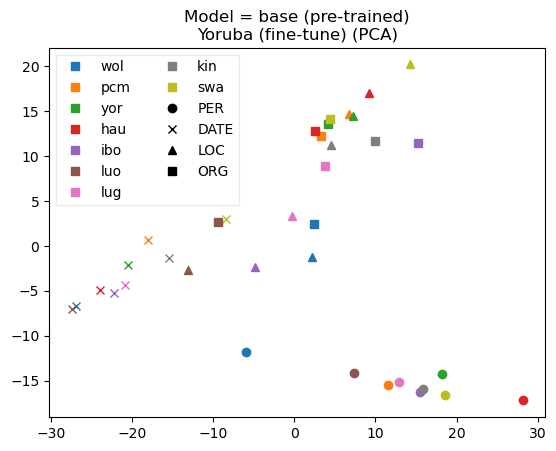 Model = base (pre-trained)
Yoruba (fine-tune) (PCA)
wol
pcm
yor
hau
ibo
luo
lug
kin
swa
PER
DATE
LOC
ORG
20
15
10
5
0
−5
−10
−15
−30
−20
−10
0
10
20
30